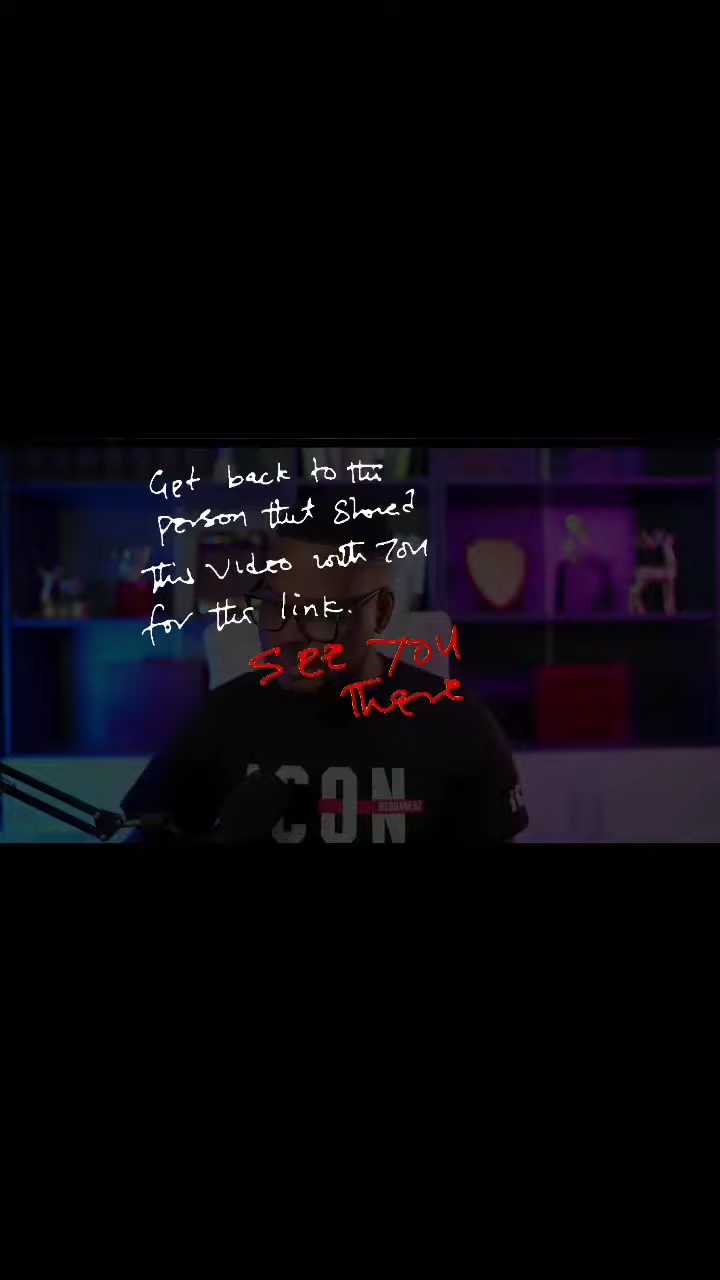 Get back to the
person that shared
this video with you
for the link.
See you
There
ICON